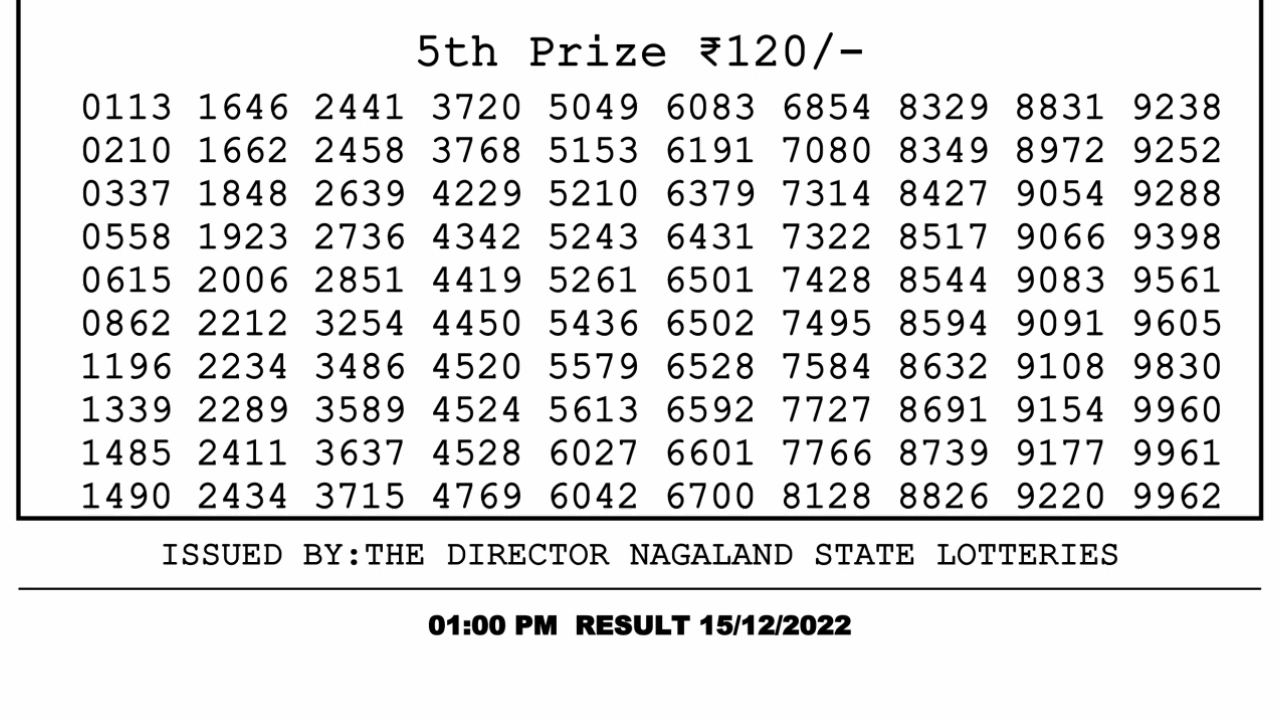 5th Prize ₹120/-
0113 1646 2441 3720 5049 6083 6854 8329 8831 9238
0210 1662 2458 3768 5153 6191 7080 8349 8972 9252
0337 1848 2639 4229 5210 6379 7314 8427 9054 9288
0558 1923 2736 4342 5243 6431 7322 8517 9066 9398
0615 2006 2851 4419 5261 6501 7428 8544 9083 9561
0862 2212 3254 4450 5436 6502 7495 8594 9091 9605
1196 2234 3486 4520 5579 6528 7584 8632 9108 9830
1339 2289 3589 4524 5613 6592 7727 8691 9154 9960
1485 2411 3637 4528 6027 6601 7766 8739 9177 9961
1490 2434 3715 4769 6042 6700 8128 8826 9220 9962
ISSUED BY:THE DIRECTOR NAGALAND STATE LOTTERIES
01:00 PM RESULT 15/12/2022